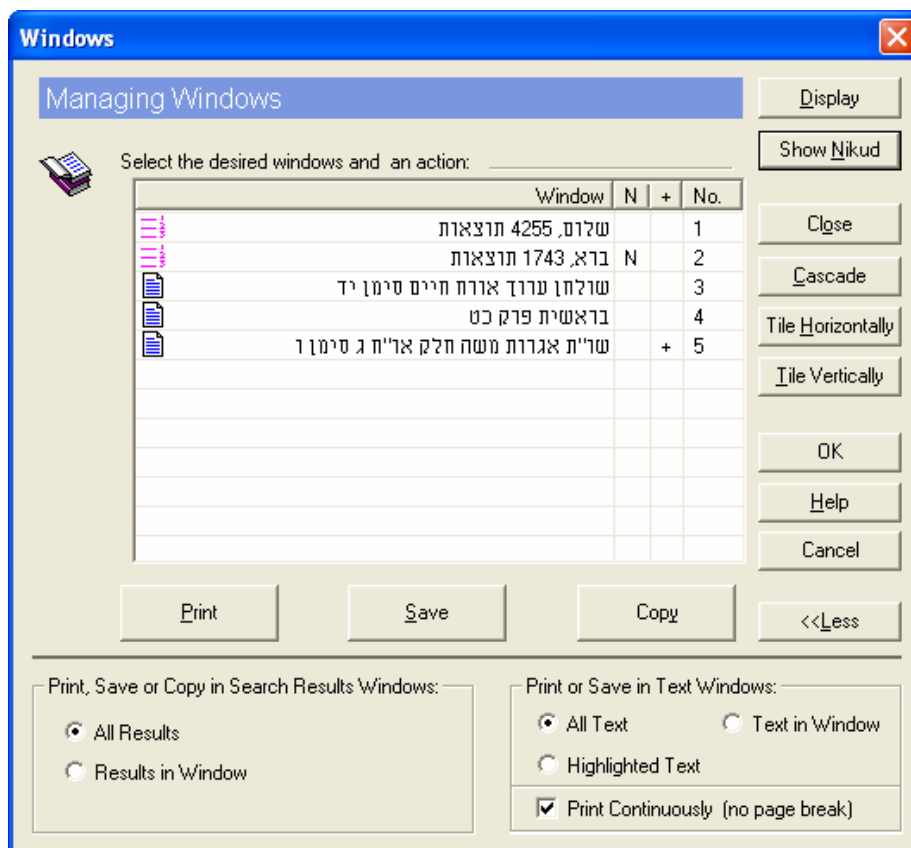 Windows
Managing Windows
Select the desired windows and an action:
Window N + No.
שלום, 4255 תוצאות 1
ברא, 1743 תוצאות N 2
שולחן ערוך אורח חיים סימן יד 3
בראשית פרק כט 4
שו''ת אגרות משה חלק או''ח ג סימן ו + 5
Display
Show Nikud
Close
Cascade
Tile Horizontally
Tile Vertically
OK
Help
Cancel
<<Less
Print Save Copy
Print, Save or Copy in Search Results Windows:
All Results
Results in Window
Print or Save in Text Windows:
All Text Text in Window
Highlighted Text
Print Continuously (no page break)